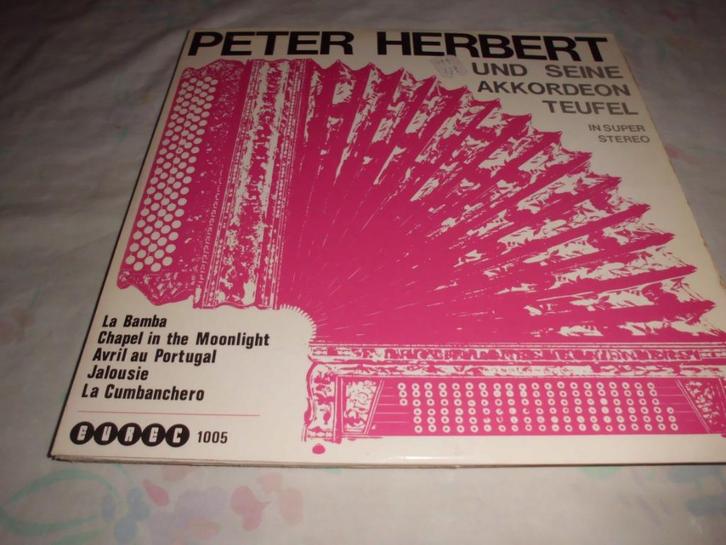 PETER HERBERT
UND SEINE
AKKORDEON
TEUFEL
IN SUPER
STEREO
La Bamba
Chapel in the Moonlight
Avril au Portugal
Jalousie
La Cumbanchero
EUREC 1005